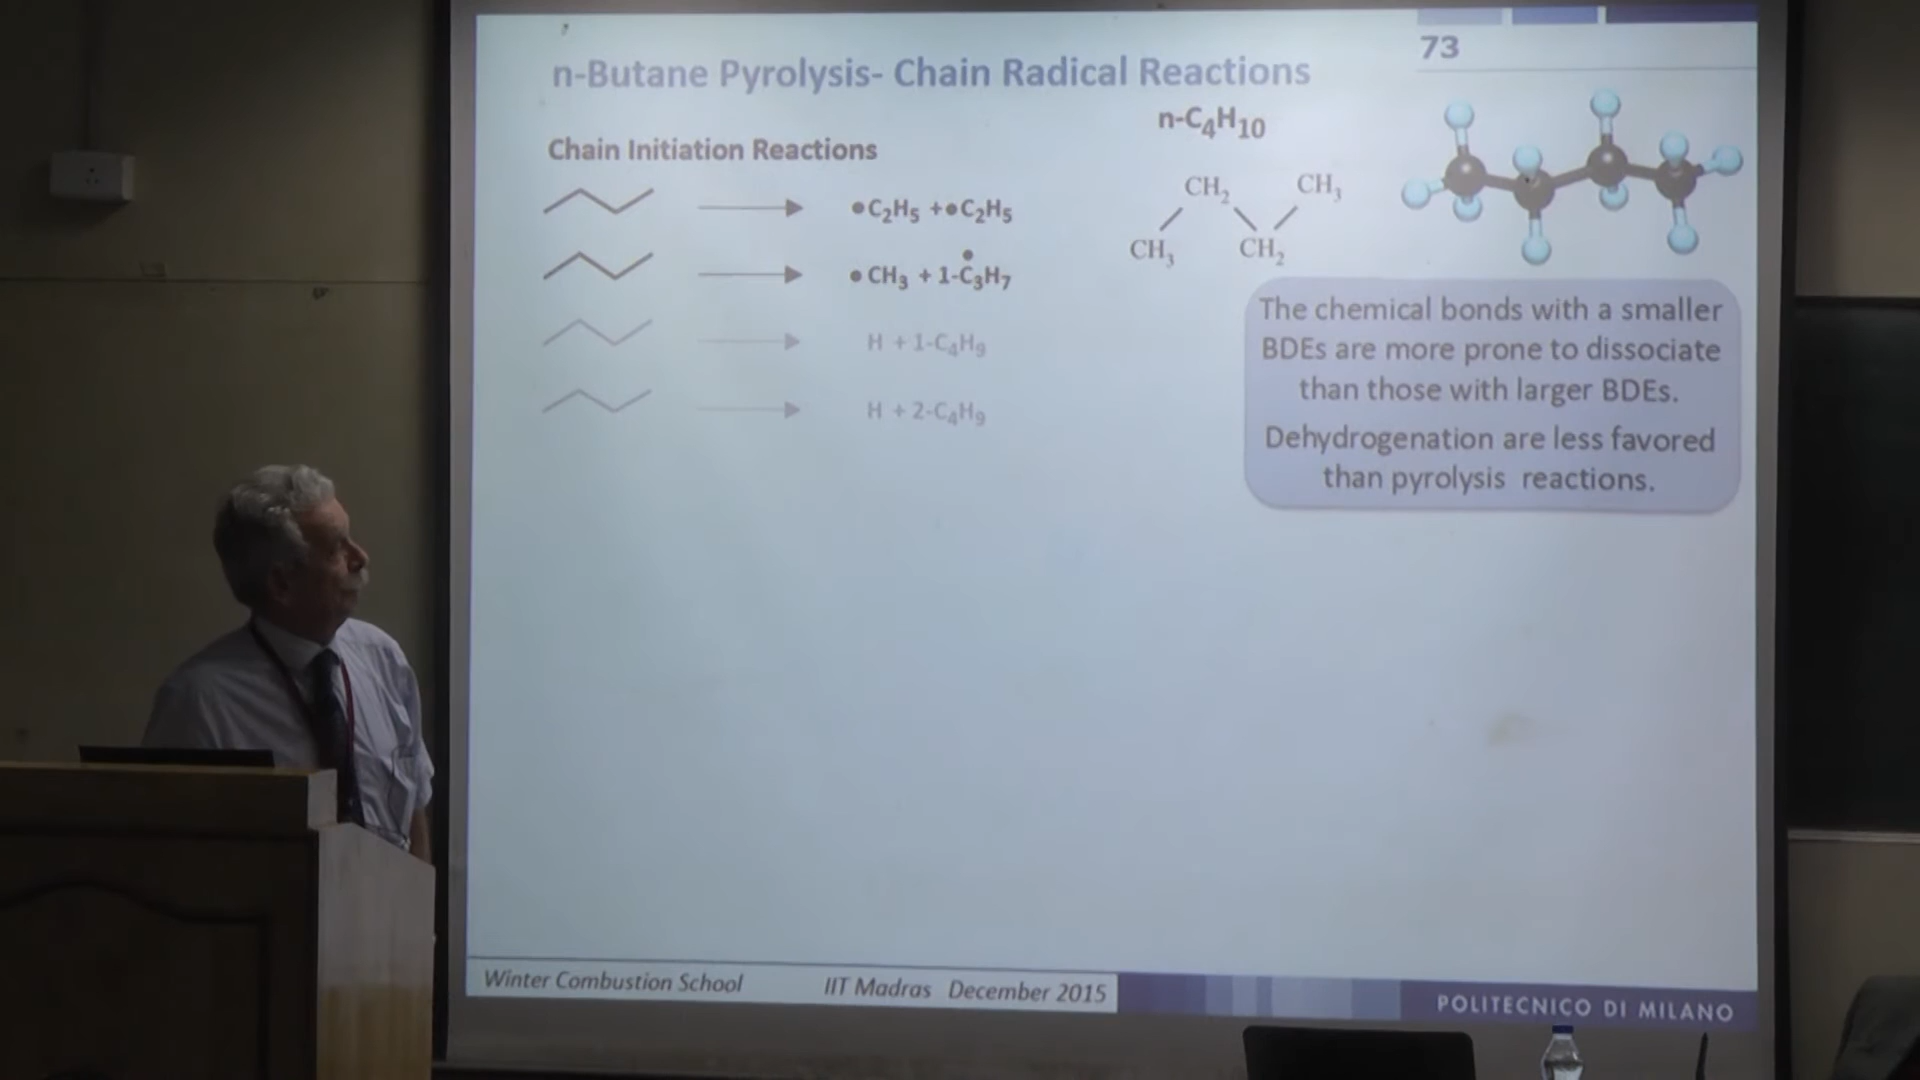 73
n-Butane Pyrolysis- Chain Radical Reactions
n-C₄H₁₀
Chain Initiation Reactions
•C₂H₅ +•C₂H₅
• CH₃ + 1-Ċ₃H₇
H + 1-C₄H₉
H + 2-C₄H₉
CH₂ CH₃
CH₃ CH₂
The chemical bonds with a smaller
BDEs are more prone to dissociate
than those with larger BDEs.
Dehydrogenation are less favored
than pyrolysis reactions.
Winter Combustion School IIT Madras December 2015
POLITECNICO DI MILANO